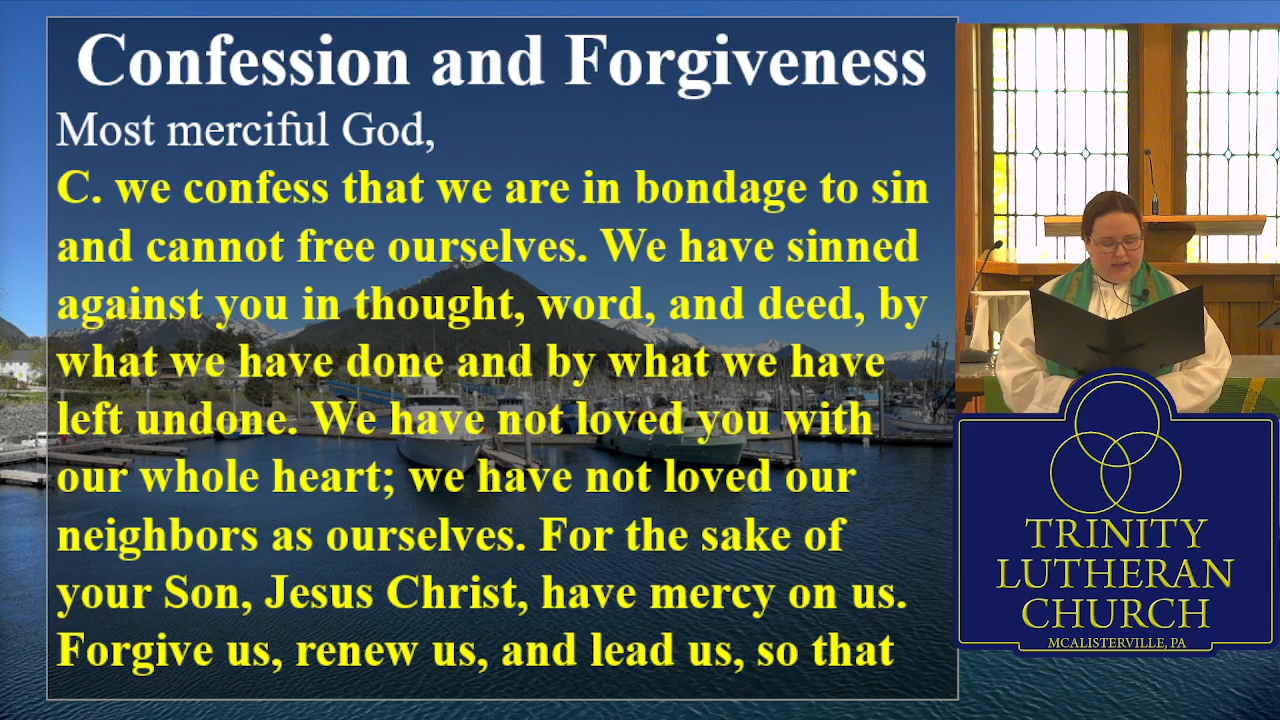 Confession and Forgiveness
Most merciful God,
C. we confess that we are in bondage to sin
and cannot free ourselves. We have sinned
against you in thought, word, and deed, by
what we have done and by what we have
left undone. We have not loved you with
our whole heart; we have not loved our
neighbors as ourselves. For the sake of
your Son, Jesus Christ, have mercy on us.
Forgive us, renew us, and lead us, so that
TRINITY
LUTHERAN
CHURCH
MCALISTERVILLE, PA